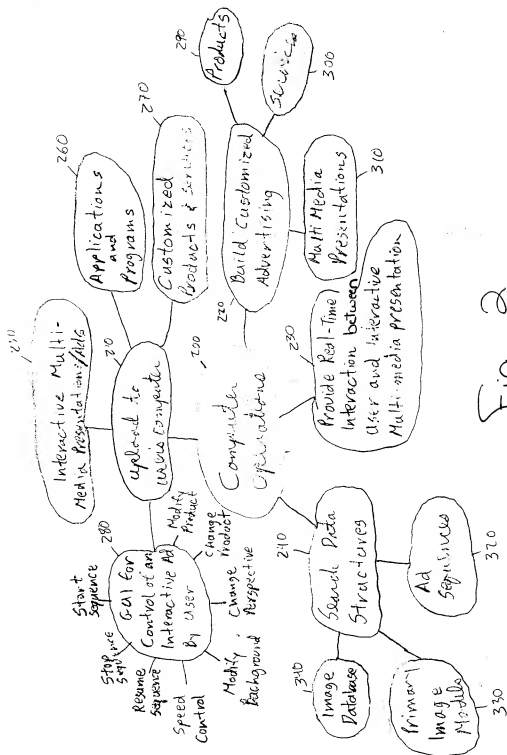 Interactive Multi-
Media Presentations/Ads
260
Applications
and
Programs
270
Customized
Products & Services
210
Upload to
User's Computer
280
GUI for
Control of an
Interactive Ad
By User
Start
Sequence
Stop
Sequence
Resume
Sequence
Speed
Control
Modify
Background
Change
Perspective
Change
Product
Modify
Product
200
Computer
Operations
220
Build Customized
Advertising
290
Products
Services
300
MultiMedia
Presentations
310
230
Provide Real-Time
Interaction between
User and Interactive
Multi-media presentation
240
Search Data
Structures
340
Image
Database
Primary
Image
Models
330
Ad
Sequences
320
Fig. 2